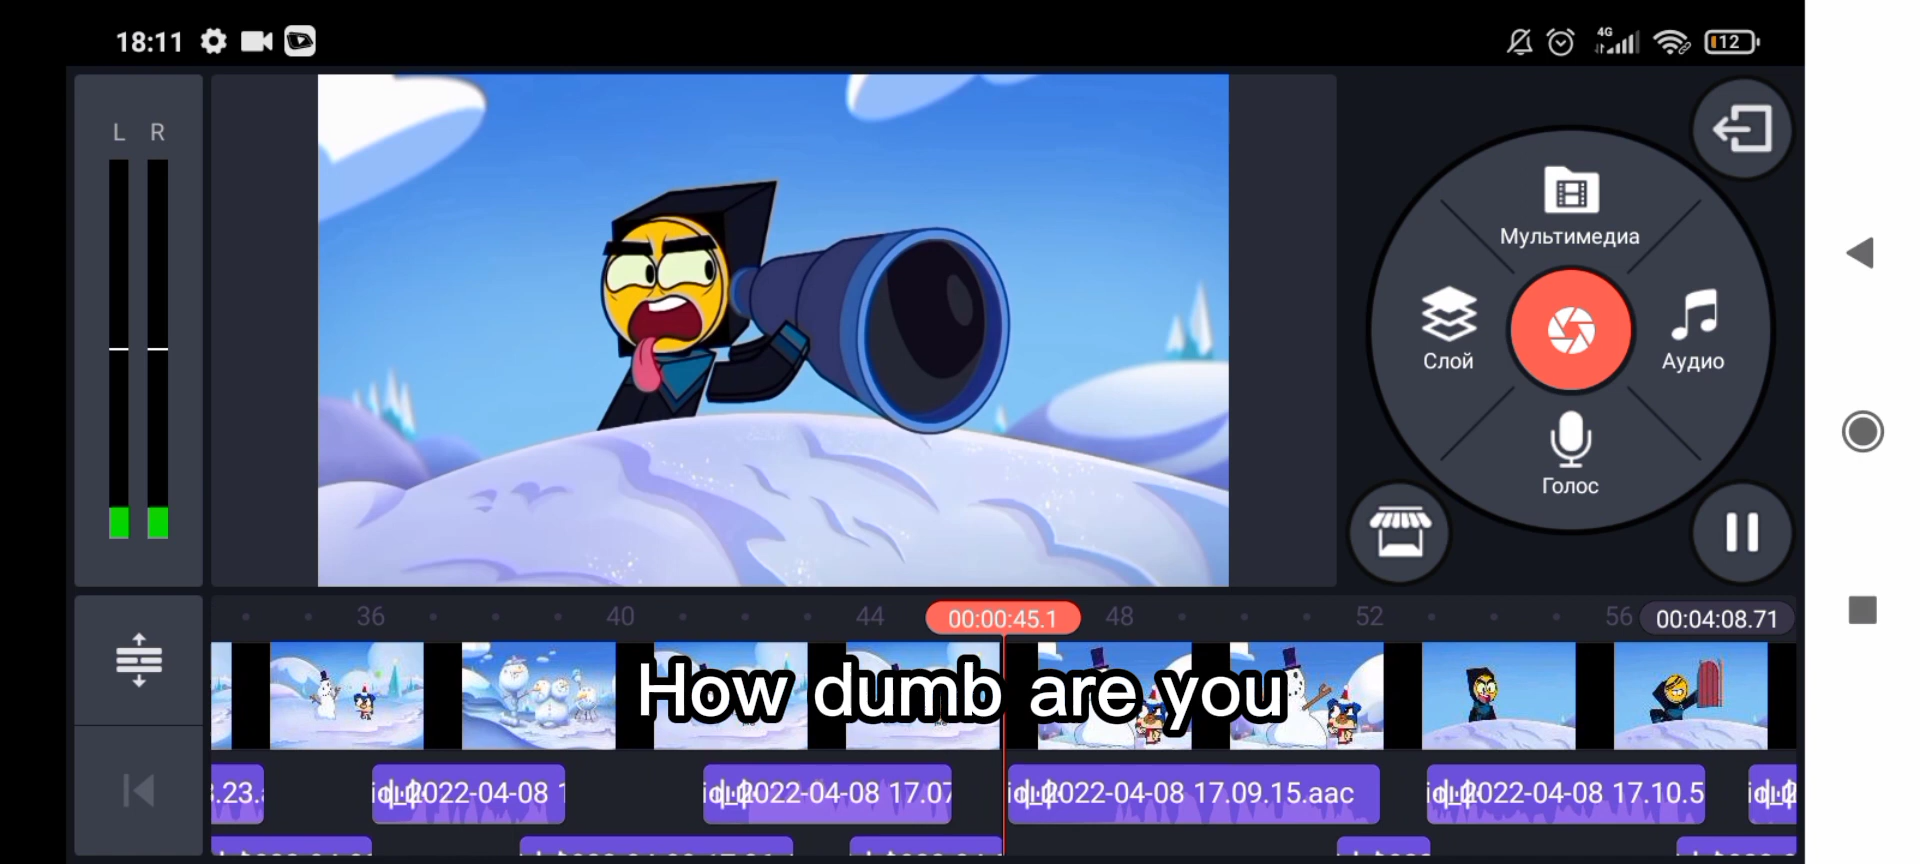 18:11
4G
12
L R
Мультимедиа
Слой
Аудио
Голос
36 40 44 00:00:45.1 48 52 56 00:04:08.71
How dumb are you
.23.
2022-04-08 1
2022-04-08 17.07
2022-04-08 17.09.15.aac
2022-04-08 17.10.5